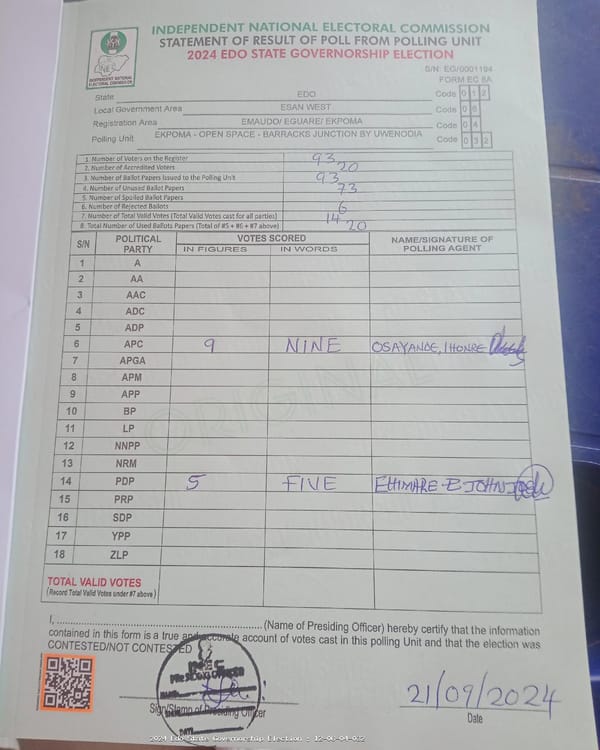 INDEPENDENT NATIONAL ELECTORAL COMMISSION
STATEMENT OF RESULT OF POLL FROM POLLING UNIT
2024 EDO STATE GOVERNORSHIP ELECTION
INEC
INDEPENDENT NATIONAL ELECTORAL COMMISSION
S/N: EG/0001194
FORM EC 8A
State EDO Code 012
Local Government Area ESAN WEST Code 06
Registration Area EMAUDO/ EGUARE/ EKPOMA Code 04
Polling Unit EKPOMA - OPEN SPACE - BARRACKS JUNCTION BY UWENODIA Code 032
1. Number of Voters on the Register 93
2. Number of Accredited Voters 20
3. Number of Ballot Papers Issued to the Polling Unit 93
4. Number of Unused Ballot Papers 73
5. Number of Spoiled Ballot Papers
6. Number of Rejected Ballots 6
7. Number of Total Valid Votes (Total Valid Votes cast for all parties) 14
8. Total Number of Used Ballots Papers (Total of #5 + #6 + #7 above) 20
S/N POLITICAL PARTY VOTES SCORED NAME/SIGNATURE OF POLLING AGENT
IN FIGURES IN WORDS
1 A
2 AA
3 AAC
4 ADC
5 ADP
6 APC 9 NINE OSAYANDE, IHONRE
7 APGA
8 APM
9 APP
10 BP
11 LP
12 NNPP
13 NRM
14 PDP 5 FIVE EHIMARE-B JOHN
15 PRP
16 SDP
17 YPP
18 ZLP
ORIGINAL
TOTAL VALID VOTES
(Record Total Valid Votes under #7 above)
I, ............................................................ (Name of Presiding Officer) hereby certify that the information
contained in this form is a true and accurate account of votes cast in this polling Unit and that the election was
CONTESTED/NOT CONTESTED
INEC
PRESIDING OFFICER
DATE
Sign/Stamp of Presiding Officer
21/09/2024
Date
2024 Edo State Governorship Election : 12-06-04-032